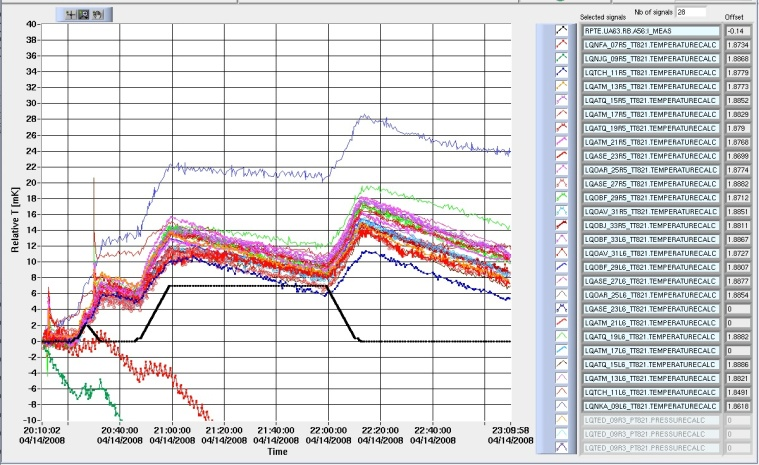 Selected signals
Nb of signals 28
Offset
RPTE.UA63.RB.A56:I_MEAS -0.14
LQNFA_07R5_TT821.TEMPERATURECALC 1.8734
LQNJG_09R5_TT821.TEMPERATURECALC 1.8868
LQTCH_11R5_TT821.TEMPERATURECALC 1.8779
LQATM_13R5_TT821.TEMPERATURECALC 1.8773
LQATQ_15R5_TT821.TEMPERATURECALC 1.8852
LQATM_17R5_TT821.TEMPERATURECALC 1.8829
LQATQ_19R5_TT821.TEMPERATURECALC 1.879
LQATM_21R5_TT821.TEMPERATURECALC 1.8768
LQASE_23R5_TT821.TEMPERATURECALC 1.8699
LQOAR_25R5_TT821.TEMPERATURECALC 1.8774
LQASE_27R5_TT821.TEMPERATURECALC 1.8882
LQOBF_29R5_TT821.TEMPERATURECALC 1.8712
LQOAV_31R5_TT821.TEMPERATURECALC 1.8851
LQOBJ_33R5_TT821.TEMPERATURECALC 1.8811
LQOBF_33L6_TT821.TEMPERATURECALC 1.8867
LQOAV_31L6_TT821.TEMPERATURECALC 1.8727
LQOBF_29L6_TT821.TEMPERATURECALC 1.8807
LQASE_27L6_TT821.TEMPERATURECALC 1.8877
LQOAR_25L6_TT821.TEMPERATURECALC 1.8854
LQASE_23L6_TT821.TEMPERATURECALC 0
LQATM_21L6_TT821.TEMPERATURECALC 0
LQATQ_19L6_TT821.TEMPERATURECALC 1.8882
LQATM_17L6_TT821.TEMPERATURECALC 0
LQATQ_15L6_TT821.TEMPERATURECALC 1.8886
LQATM_13L6_TT821.TEMPERATURECALC 1.8821
LQTCH_11L6_TT821.TEMPERATURECALC 1.8491
LQNKA_09L6_TT821.TEMPERATURECALC 1.8618
LQTED_09R3_PT821.PRESSURECALC 0
LQTED_09R3_PT821.PRESSURECALC 0
LQTED_09R3_PT821.PRESSURECALC 0
Relative T [mK]
40
38
36
34
32
30
28
26
24
22
20
18
16
14
12
10
8
6
4
2
0
-2
-4
-6
-8
-10
20:10:02 20:40:00 21:00:00 21:20:00 21:40:00 22:00:00 22:20:00 22:40:00 23:09:58
04/14/2008 04/14/2008 04/14/2008 04/14/2008 04/14/2008 04/14/2008 04/14/2008 04/14/2008 04/14/2008
Time